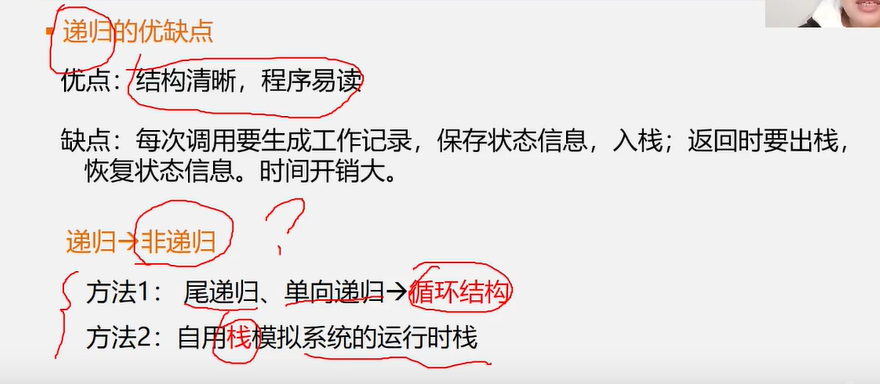 ▪ 递归的优缺点
优点：结构清晰，程序易读
缺点：每次调用要生成工作记录，保存状态信息，入栈；返回时要出栈，
恢复状态信息。时间开销大。
递归→非递归 ?
方法1： 尾递归、单向递归→循环结构
方法2：自用栈模拟系统的运行时栈